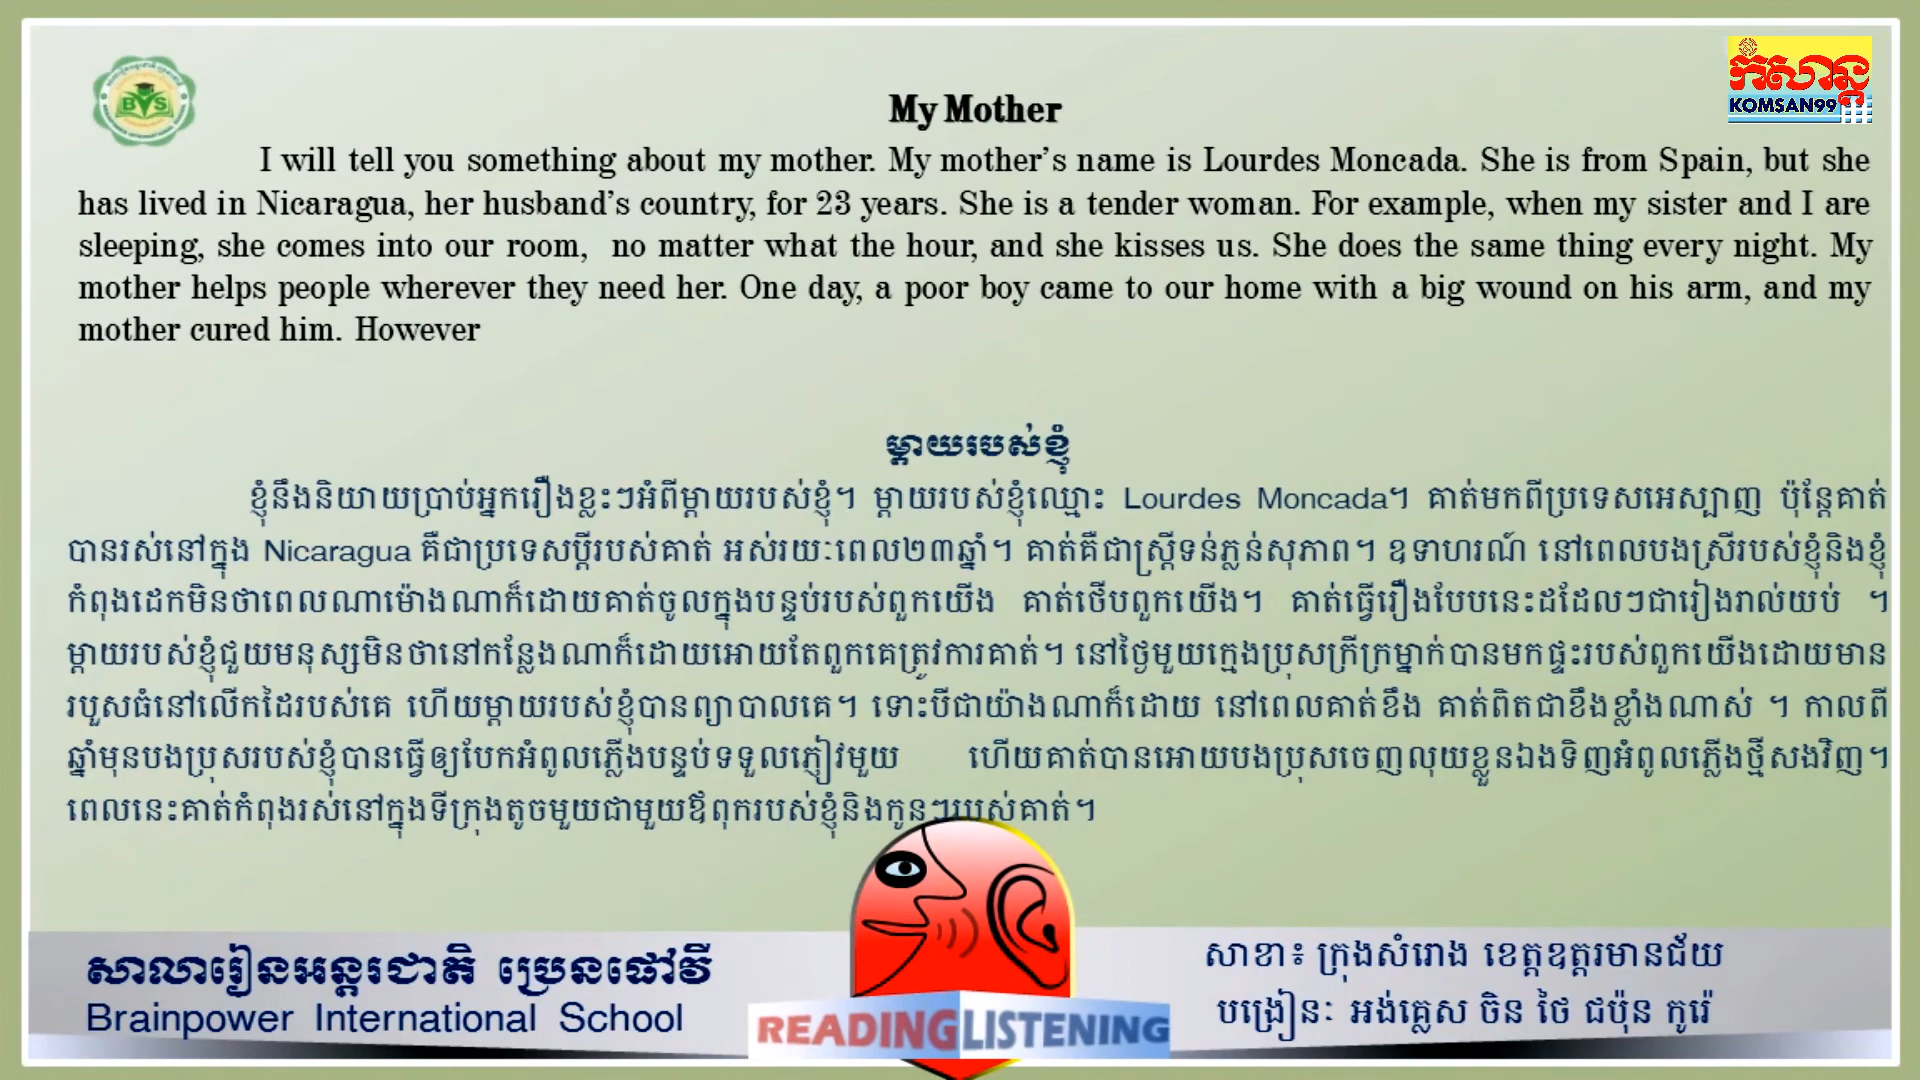 កំសាន្ត
KOMSAN99
BVS
My Mother
I will tell you something about my mother. My mother’s name is Lourdes Moncada. She is from Spain, but she
has lived in Nicaragua, her husband’s country, for 23 years. She is a tender woman. For example, when my sister and I are
sleeping, she comes into our room, no matter what the hour, and she kisses us. She does the same thing every night. My
mother helps people wherever they need her. One day, a poor boy came to our home with a big wound on his arm, and my
mother cured him. However
ម្តាយរបស់ខ្ញុំ
ខ្ញុំនឹងនិយាយប្រាប់អ្នករឿងខ្លះៗអំពីម្តាយរបស់ខ្ញុំ។ ម្តាយរបស់ខ្ញុំឈ្មោះ Lourdes Moncada។ គាត់មកពីប្រទេសអេស្បាញ ប៉ុន្តែគាត់
បានរស់នៅក្នុង Nicaragua គឺជាប្រទេសប្តីរបស់គាត់ អស់រយៈពេល២៣ឆ្នាំ។ គាត់គឺជាស្ត្រីទន់ភ្លន់សុភាព។ ឧទាហរណ៍ នៅពេលបងស្រីរបស់ខ្ញុំនិងខ្ញុំ
កំពុងដេកមិនថាពេលណាម៉ោងណាក៏ដោយគាត់ចូលក្នុងបន្ទប់របស់ពួកយើង គាត់ថើបពួកយើង។ គាត់ធ្វើរឿងបែបនេះដដែលៗជារៀងរាល់យប់ ។
ម្តាយរបស់ខ្ញុំជួយមនុស្សមិនថានៅកន្លែងណាក៏ដោយអោយតែពួកគេត្រូវការគាត់។ នៅថ្ងៃមួយក្មេងប្រុសក្រីក្រម្នាក់បានមកផ្ទះរបស់ពួកយើងដោយមាន
របួសធំនៅលើកដៃរបស់គេ ហើយម្តាយរបស់ខ្ញុំបានព្យាបាលគេ។ ទោះបីជាយ៉ាងណាក៏ដោយ នៅពេលគាត់ខឹង គាត់ពិតជាខឹងខ្លាំងណាស់ ។ កាលពី
ឆ្នាំមុនបងប្រុសរបស់ខ្ញុំបានធ្វើឲ្យបែកអំពូលភ្លើងបន្ទប់ទទួលភ្ញៀវមួយ ហើយគាត់បានអោយបងប្រុសចេញលុយខ្លួនឯងទិញអំពូលភ្លើងថ្មីសងវិញ។
ពេលនេះគាត់កំពុងរស់នៅក្នុងទីក្រុងតូចមួយជាមួយឪពុករបស់ខ្ញុំនិងកូនៗរបស់គាត់។
សាលារៀនអន្តរជាតិ ប្រេនផៅវើ
Brainpower International School
READING LISTENING
សាខា៖ ក្រុងសំរោង ខេត្តឧត្តរមានជ័យ
បង្រៀនៈ អង់គ្លេស ចិន ថៃ ជប៉ុន កូរ៉េ